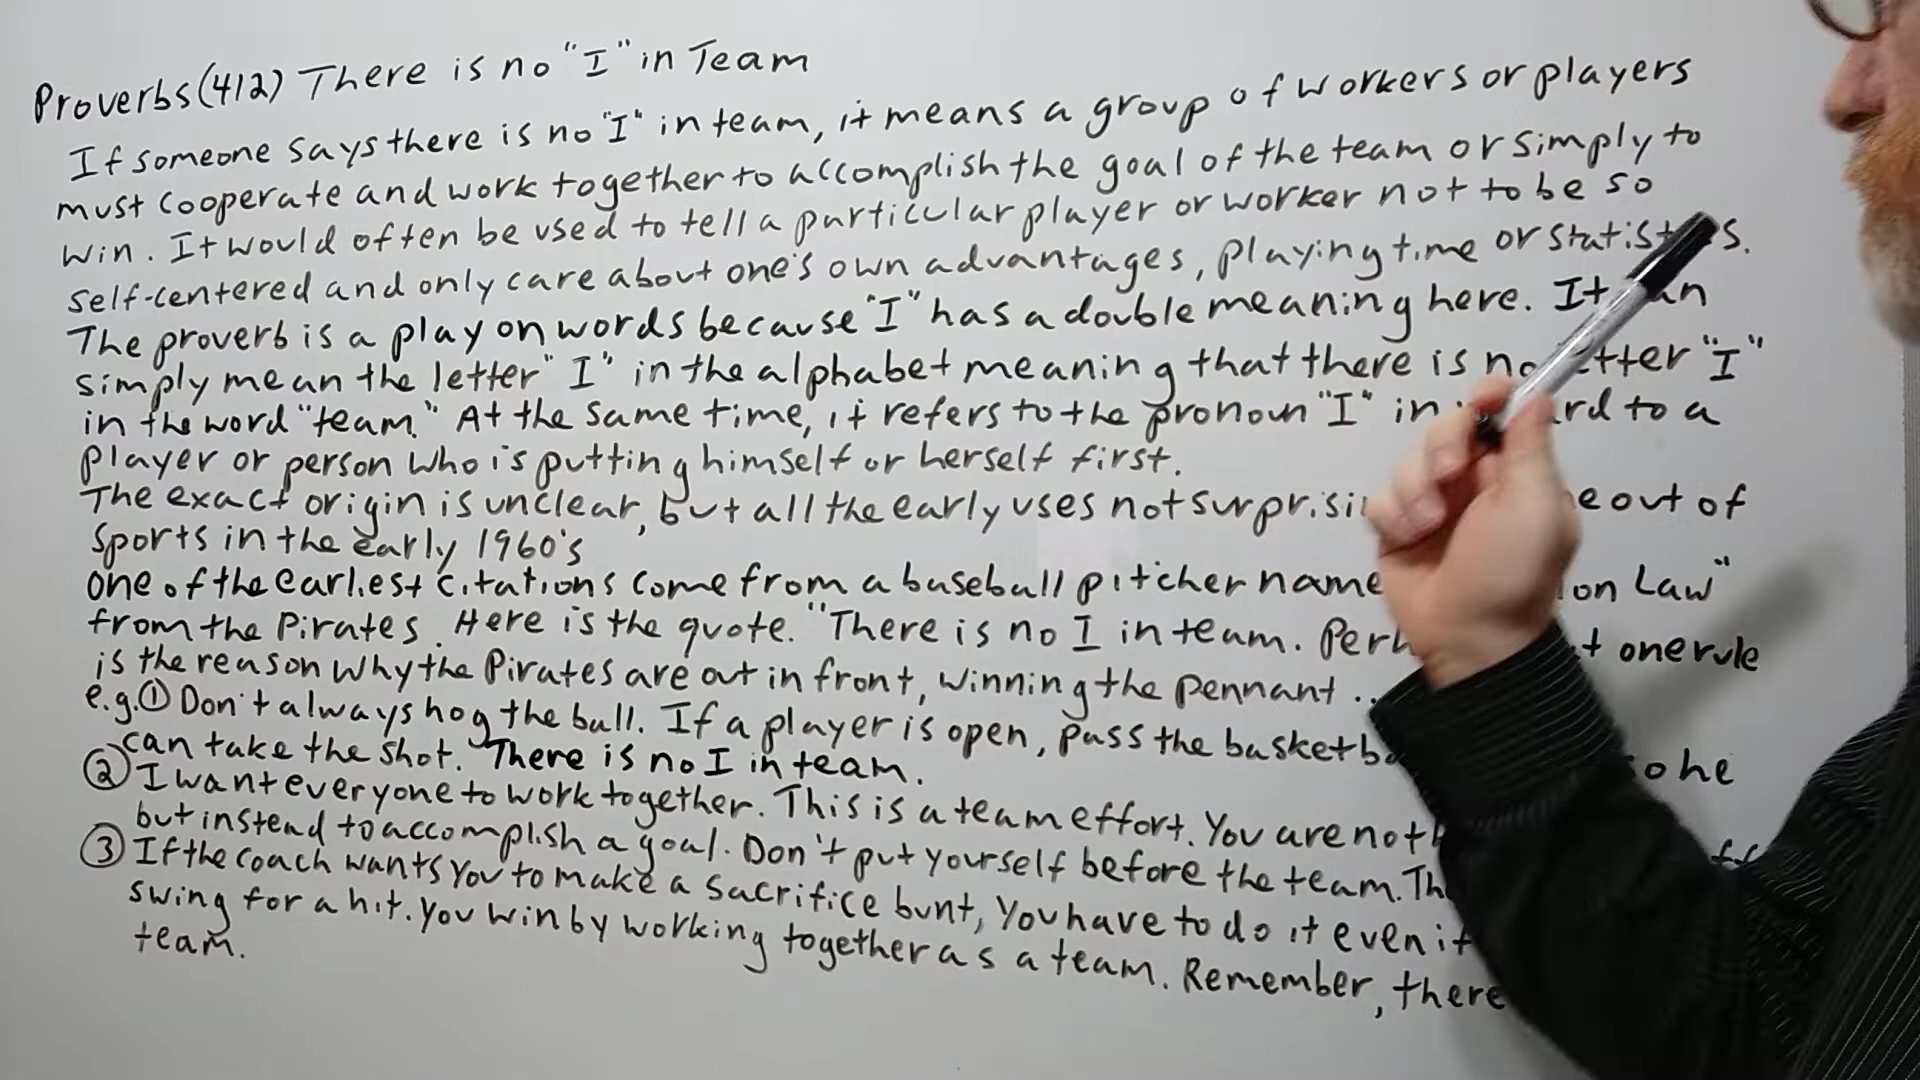 Proverbs (412) There is no "I" in Team
If someone says there is no "I" in team, it means a group of workers or players
must cooperate and work together to accomplish the goal of the team or simply to
win. It would often be used to tell a particular player or worker not to be so
self-centered and only care about one's own advantages, playing time or statistics.
The proverb is a play on words because "I" has a double meaning here. It
simply mean the letter "I" in the alphabet meaning that there is no letter "I"
in the word "team." At the same time, it refers to the pronoun "I" in to a
player or person who is putting himself or herself first.
The exact origin is unclear, but all the early uses not out of
sports in the early 1960's
one of the earliest citations come from a baseball pitcher Law"
from the Pirates. Here is the quote. "There is no I in team. one rule
is the reason why the Pirates are out in front, winning the pennant ..
e.g. ① Don't always hog the ball. If a player is open, pass the so he
can take the shot. There is no I in team.
② I want everyone to work together. This is a team effort. You are not
but instead to accomplish a goal. Don't put yourself before the team.
③ If the coach wants you to make a sacrifice bunt, you have to do it even if
swing for a hit. You win by working together as a team. Remember, there
team.